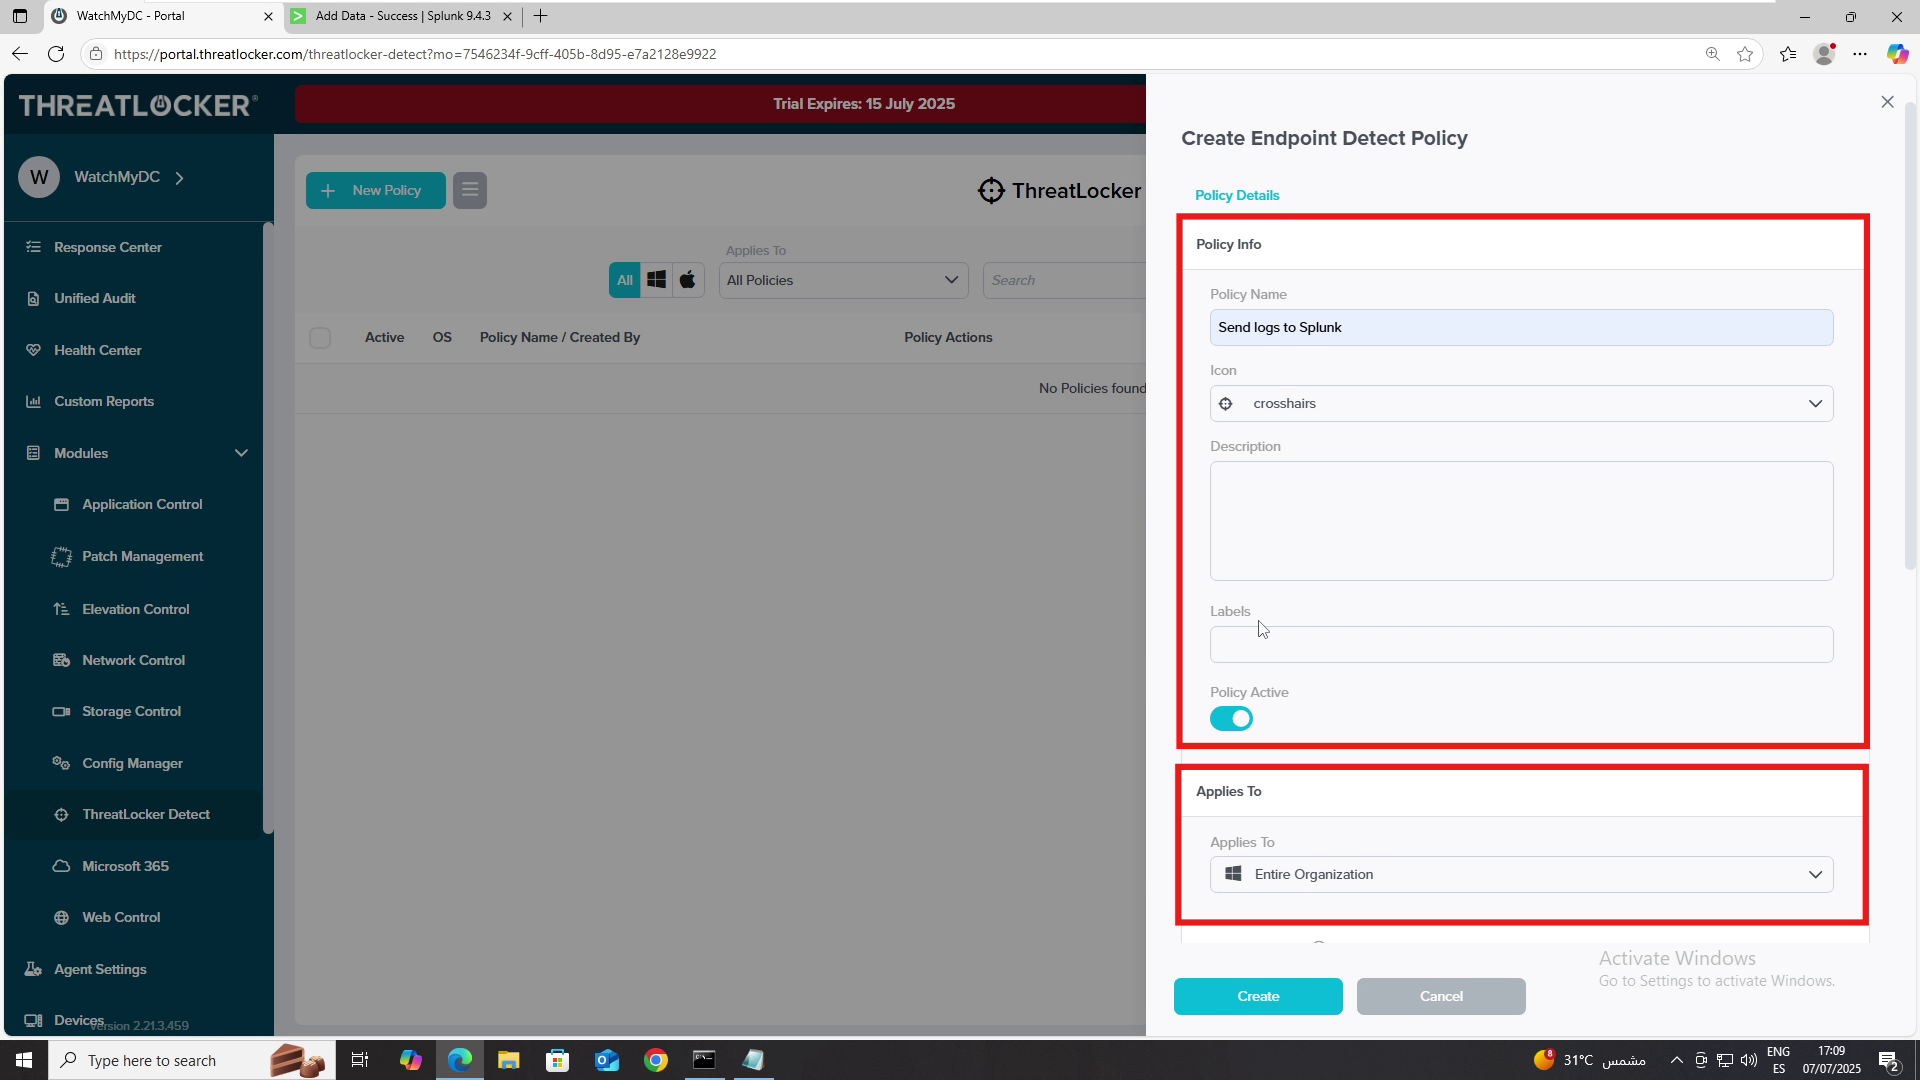 WatchMyDC - Portal
Add Data - Success | Splunk 9.4.3
https://portal.threatlocker.com/threatlocker-detect?mo=7546234f-9cff-405b-8d95-e7a2128e9922
THREATLOCKER
Trial Expires: 15 July 2025
W
WatchMyDC
Response Center
Unified Audit
Health Center
Custom Reports
Modules
Application Control
Patch Management
Elevation Control
Network Control
Storage Control
Config Manager
ThreatLocker Detect
Microsoft 365
Web Control
Agent Settings
Devices
Version 2.21.3.459
New Policy
ThreatLocker
Applies To
All
All Policies
Search
Active
OS
Policy Name / Created By
Policy Actions
No Policies found
Create Endpoint Detect Policy
Policy Details
Policy Info
Policy Name
Send logs to Splunk
Icon
crosshairs
Description
Labels
Policy Active
Applies To
Applies To
Entire Organization
Create
Cancel
Activate Windows
Go to Settings to activate Windows.
Type here to search
8
31°C مشمس
ENG
ES
17:09
07/07/2025
2